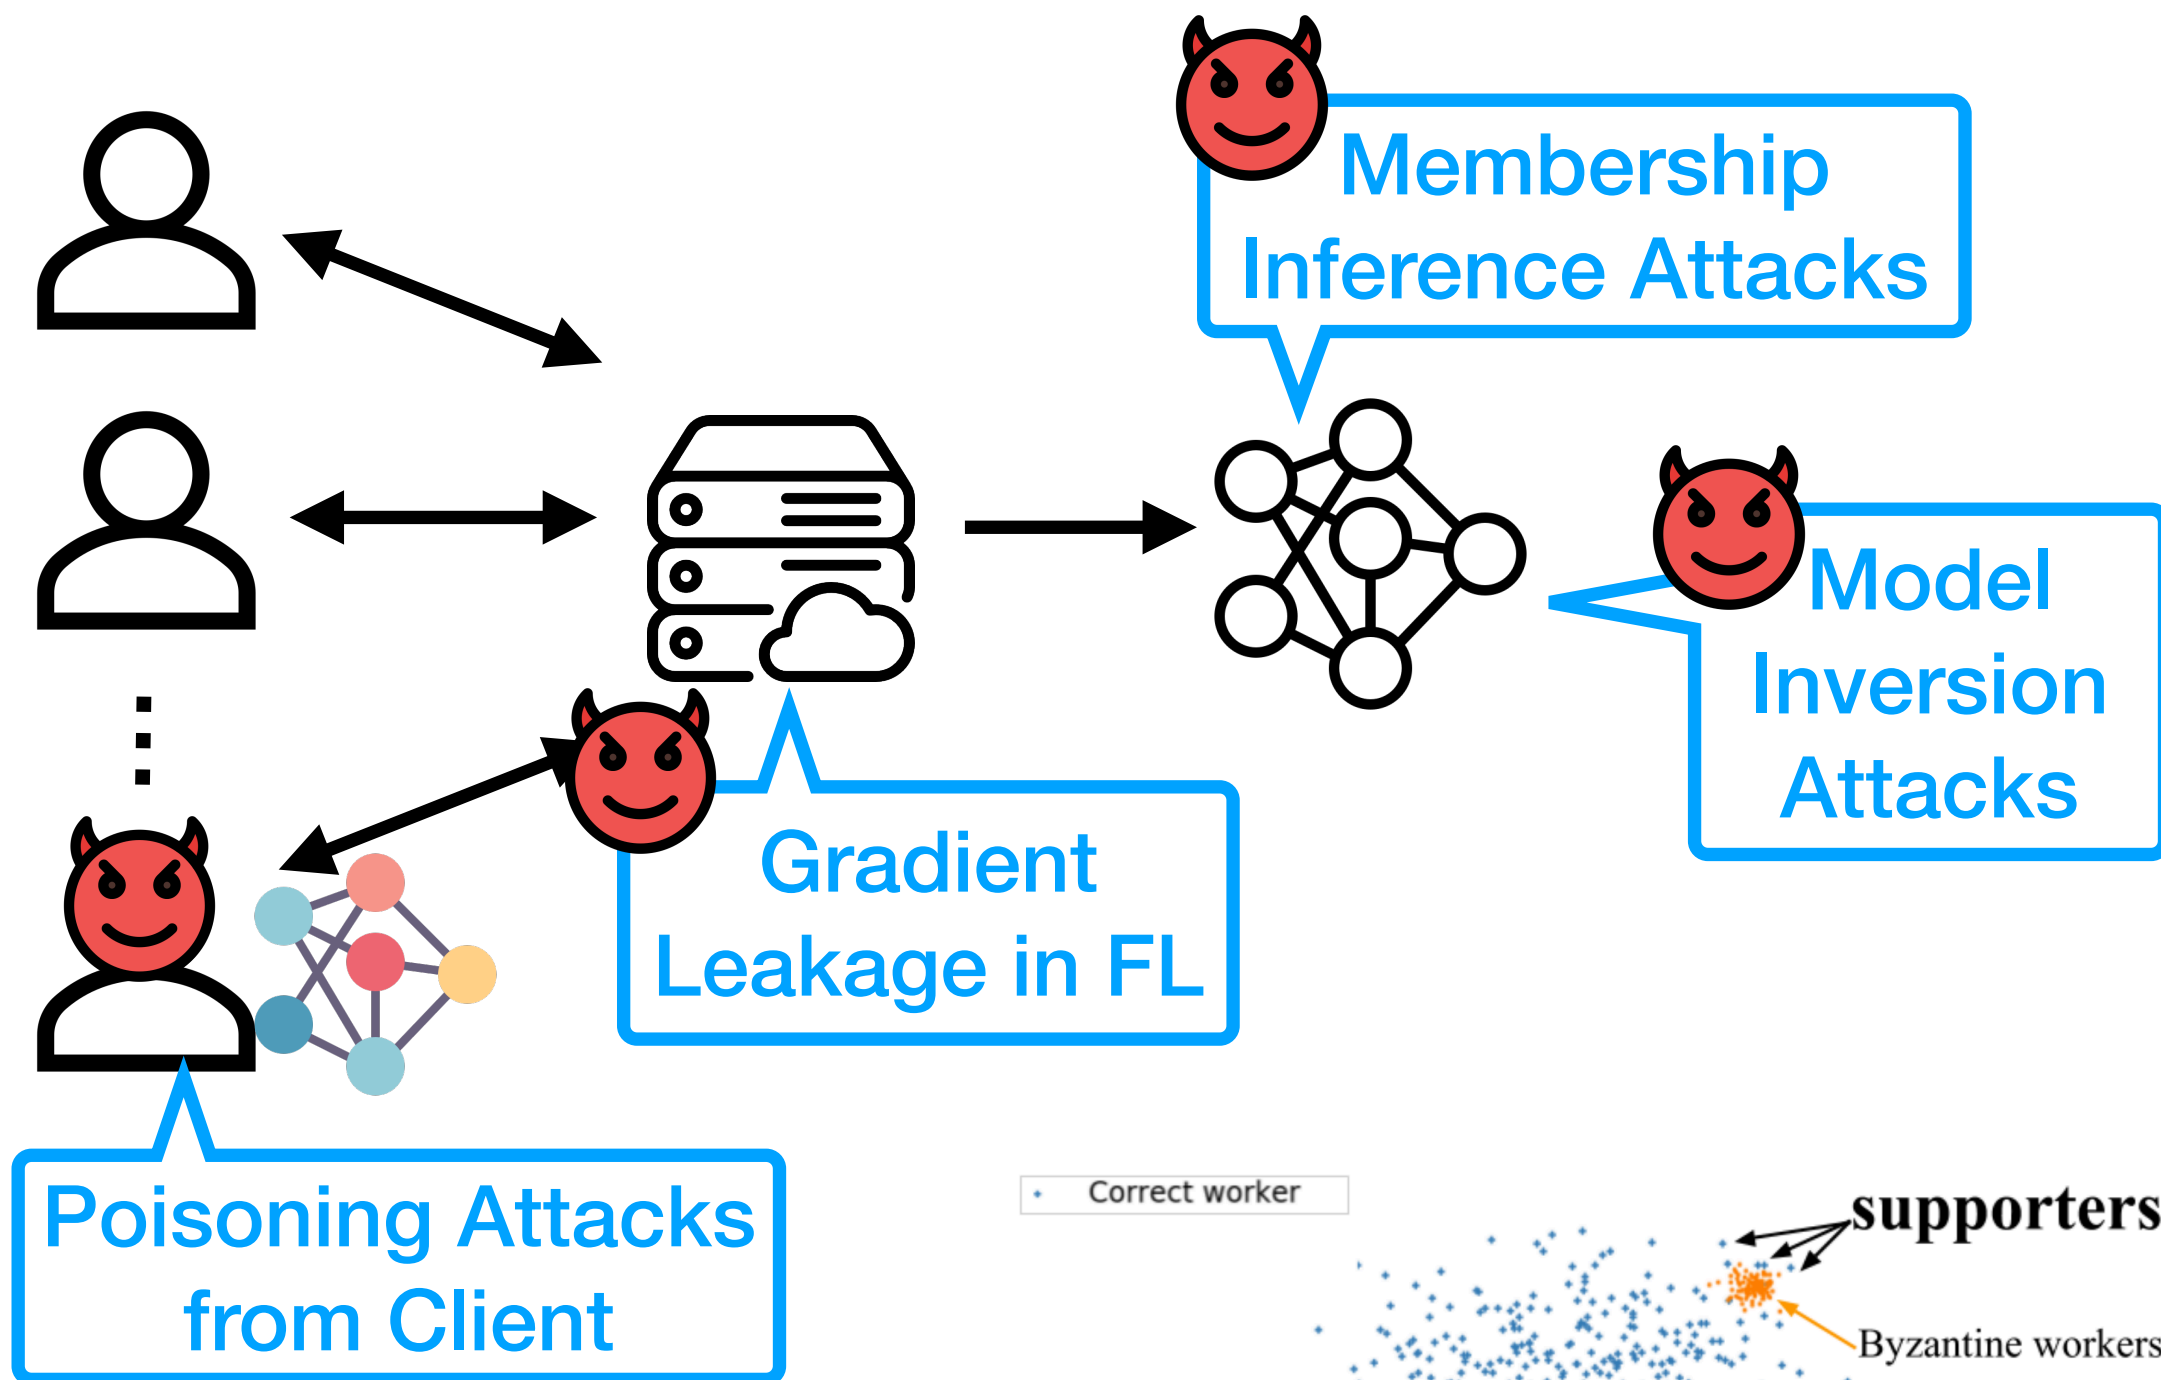 Membership
Inference Attacks
Model
Inversion
Attacks
Gradient
Leakage in FL
Poisoning Attacks
from Client
Correct worker
supporters
Byzantine workers